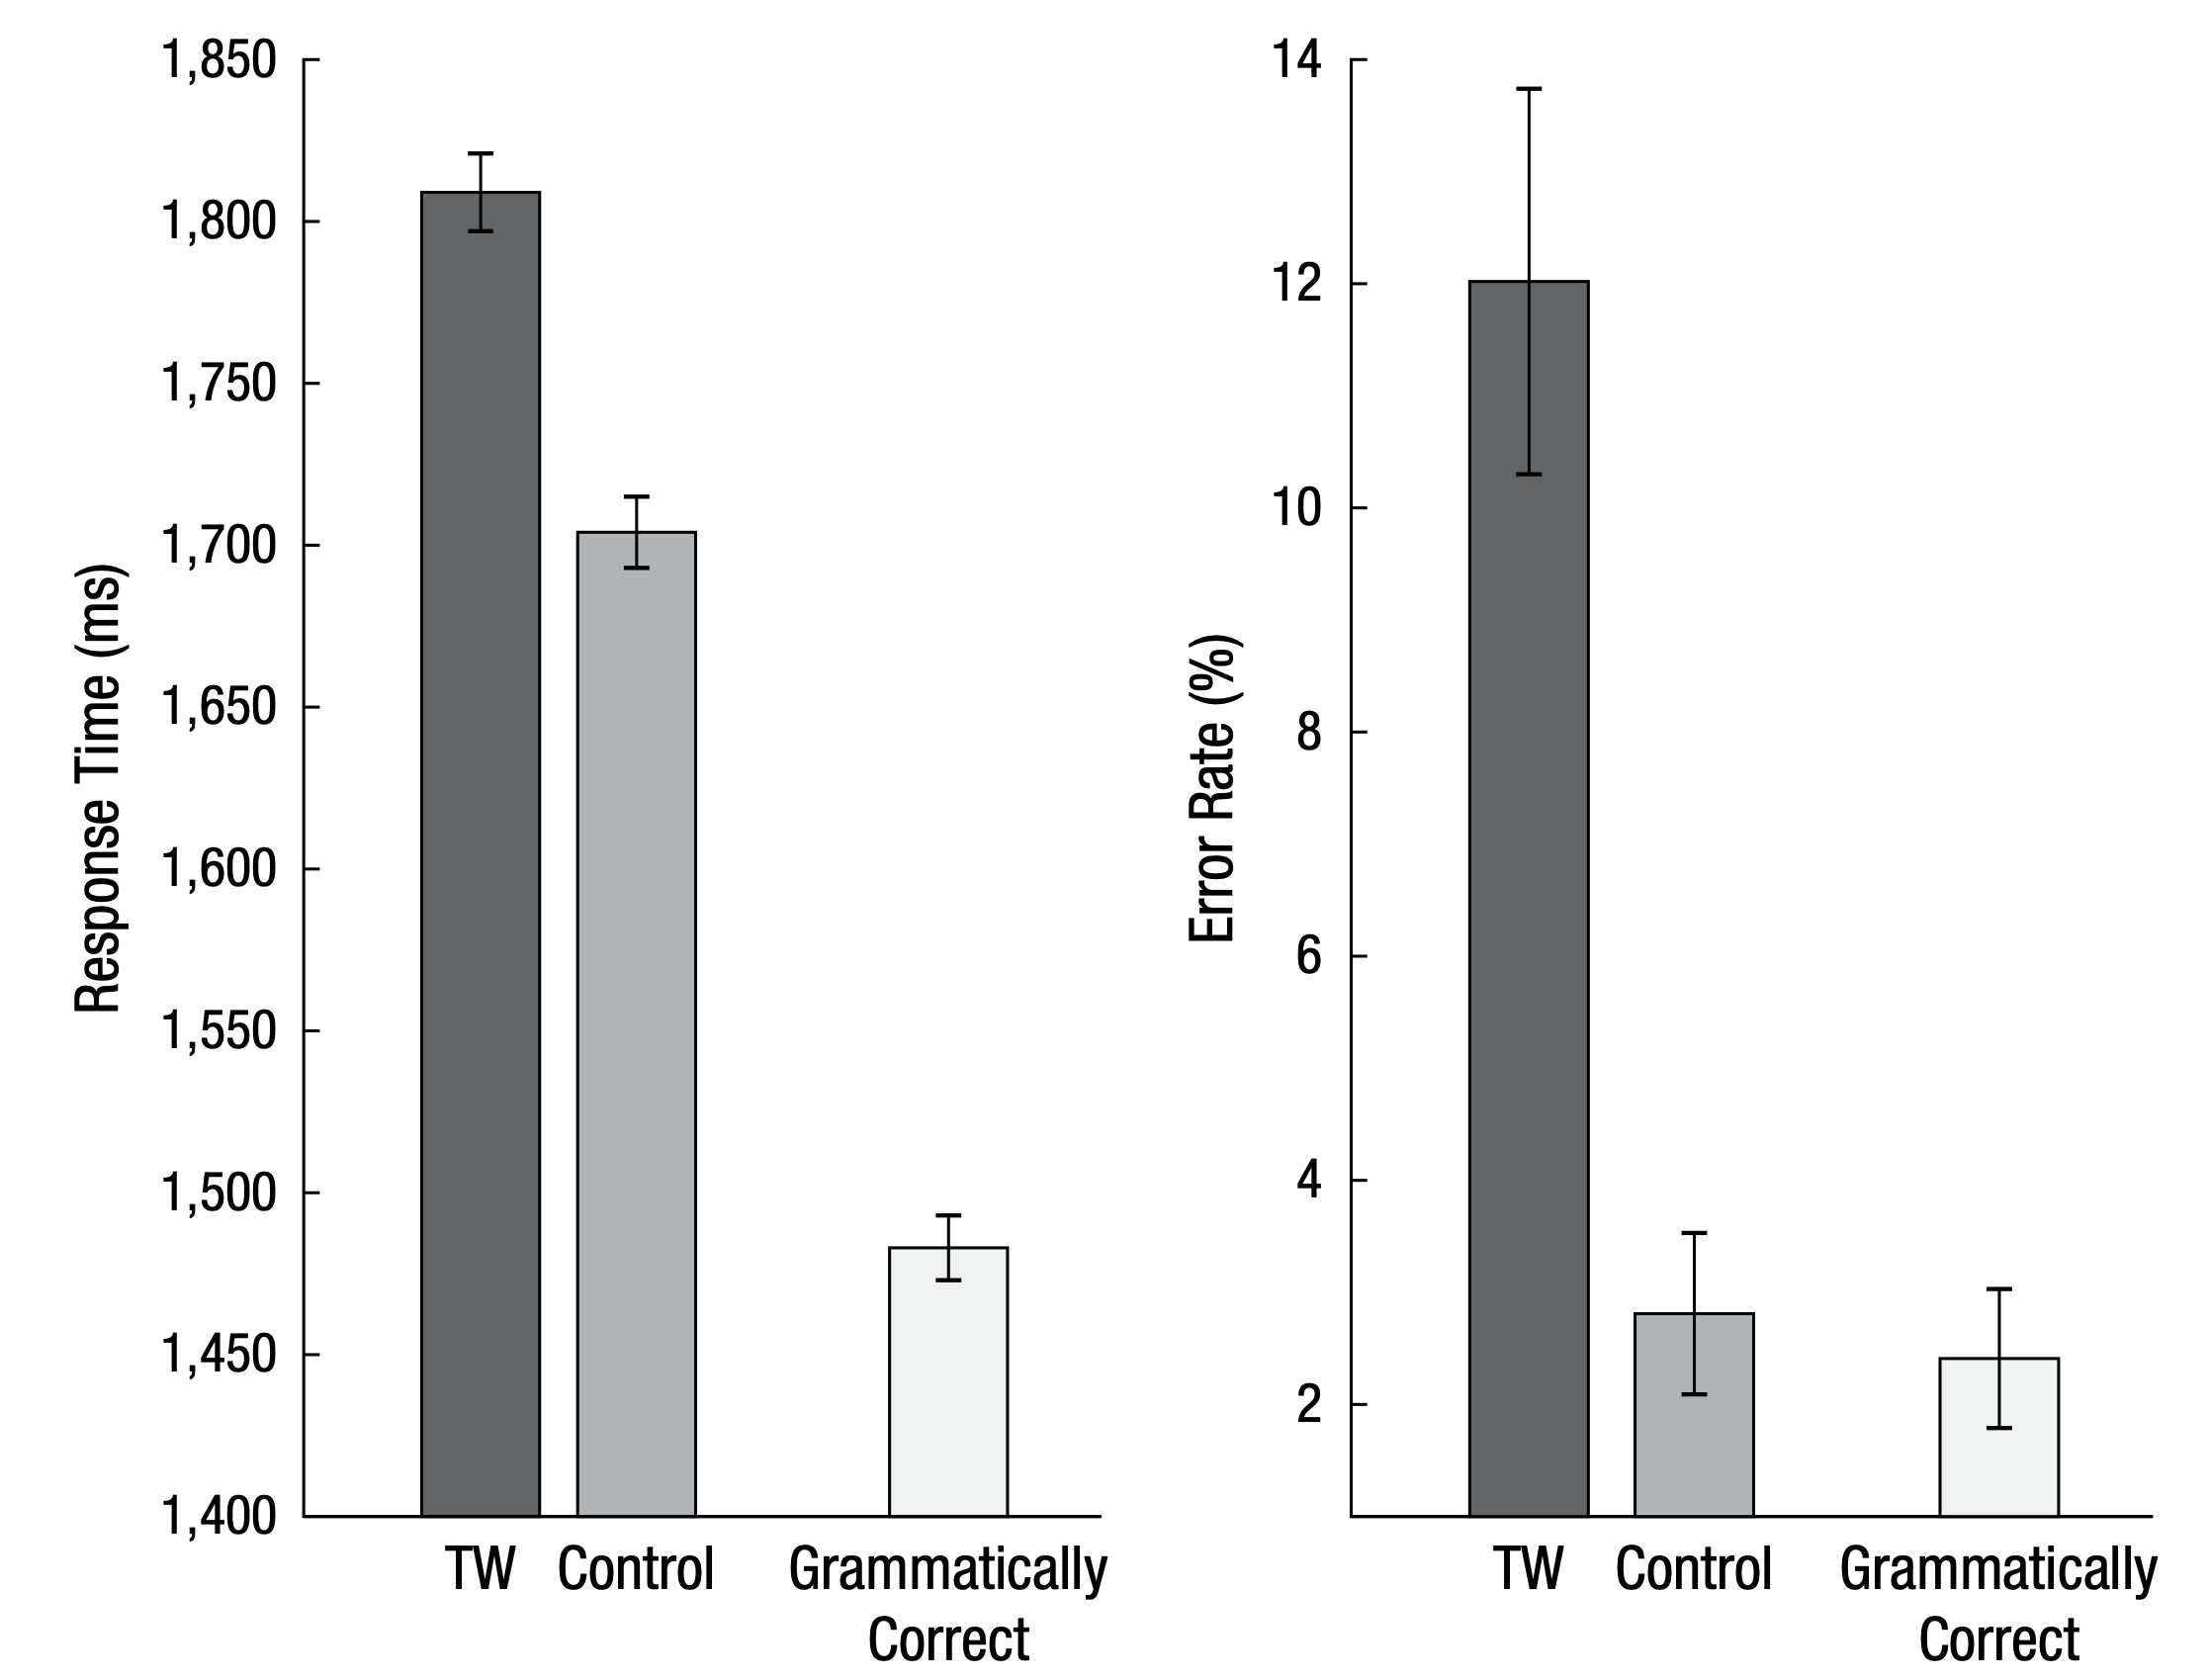 Response Time (ms)
1,850
1,800
1,750
1,700
1,650
1,600
1,550
1,500
1,450
1,400
TW Control Grammatically
Correct
Error Rate (%)
14
12
10
8
6
4
2
TW Control Grammatically
Correct